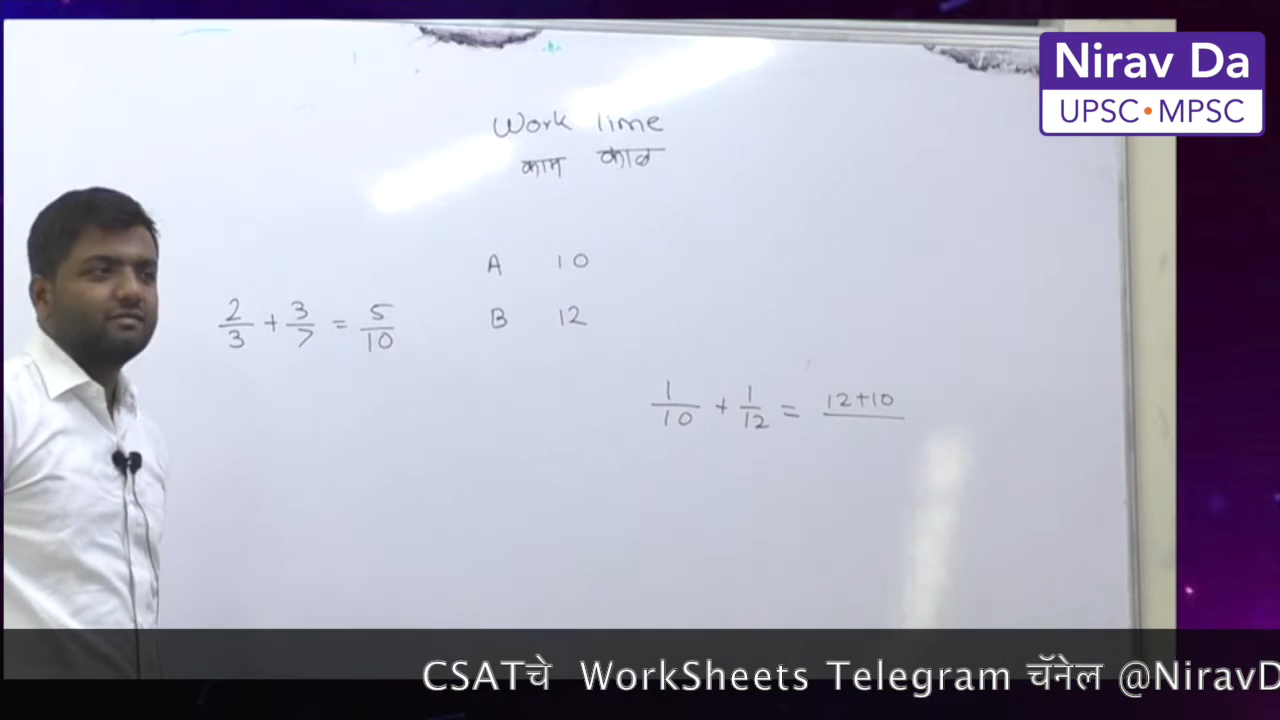 Nirav Da
UPSC•MPSC
Work Time
काम काळ
A 10
B 12
2/3 + 3/7 = 5/10
1/10 + 1/12 = 12+10
CSATचे WorkSheets Telegram चॅनेल @NiravD